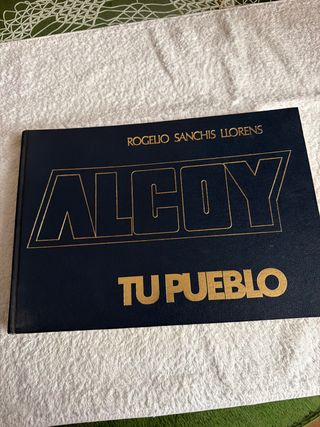 ROGELIO SANCHIS LLORENS
ALCOY
TU PUEBLO